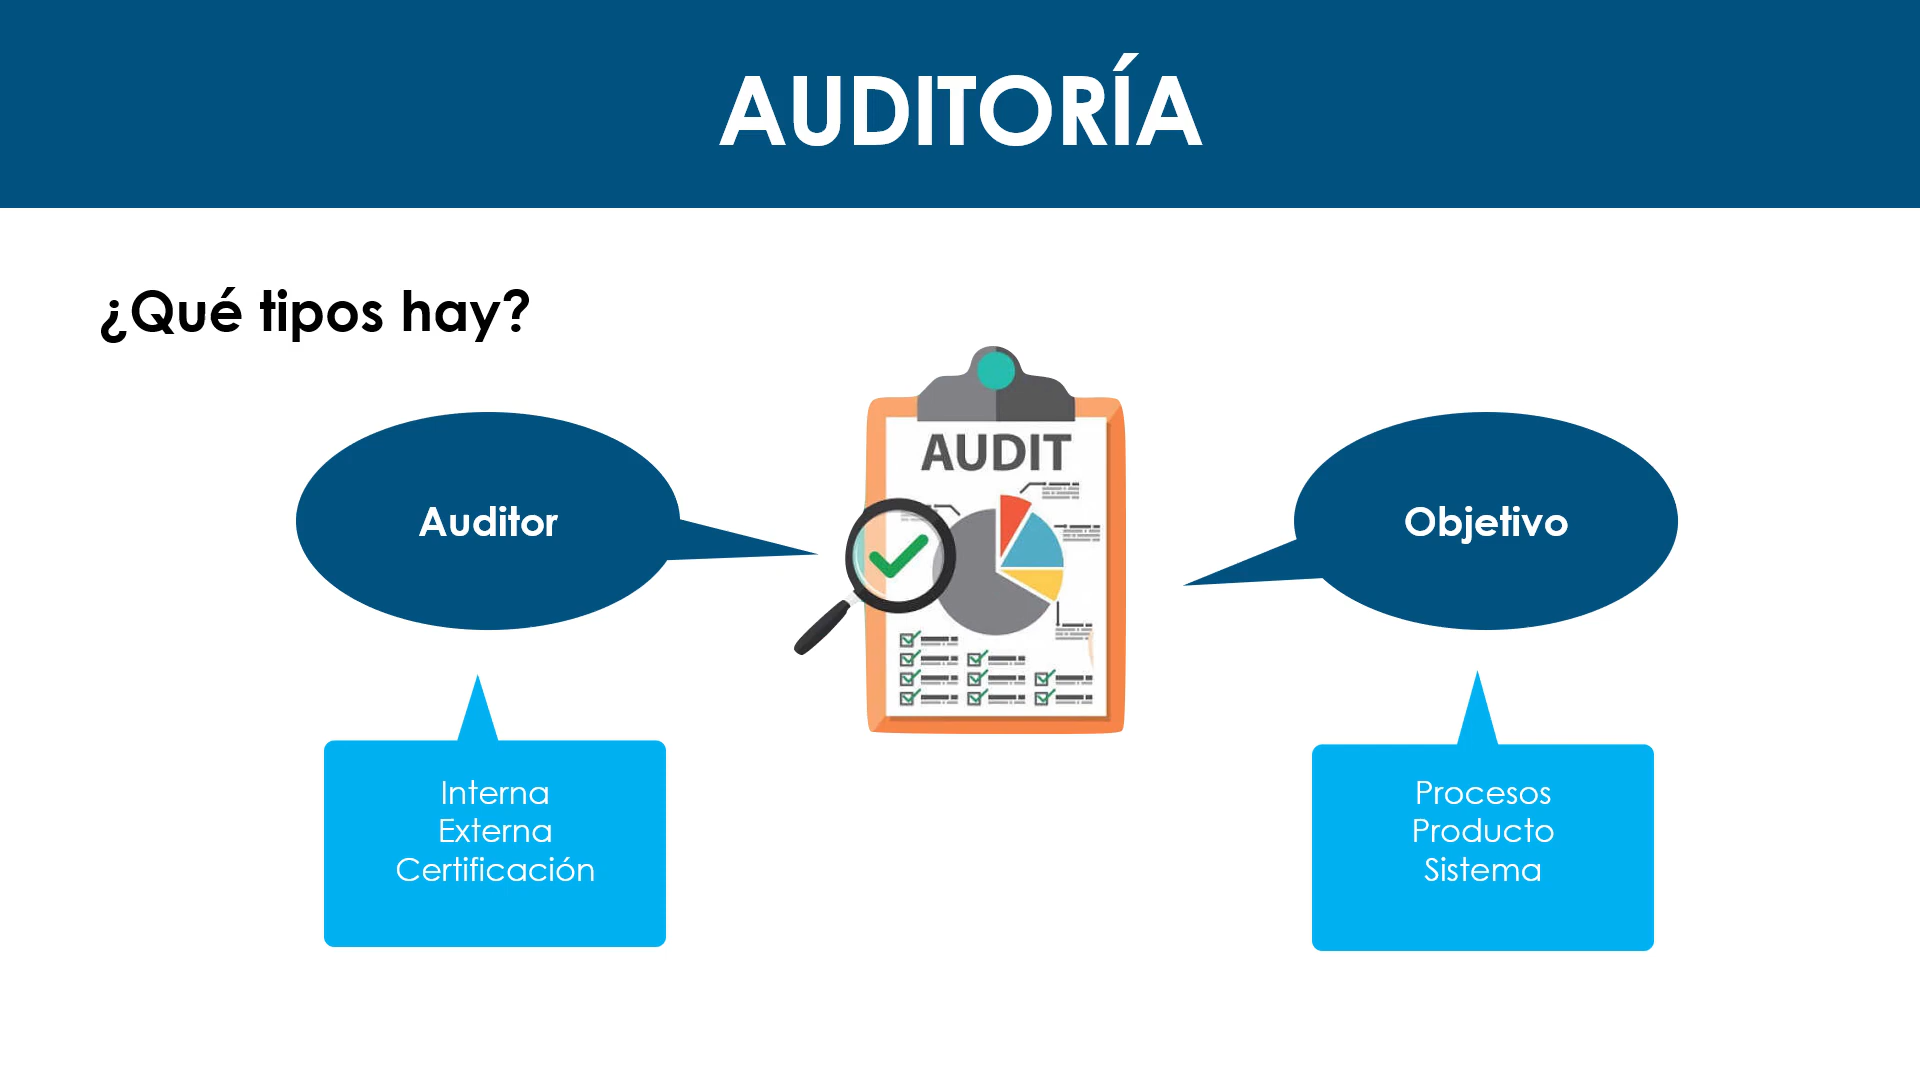 AUDITORÍA
¿Qué tipos hay?
AUDIT
Auditor
Objetivo
Interna
Externa
Certificación
Procesos
Producto
Sistema